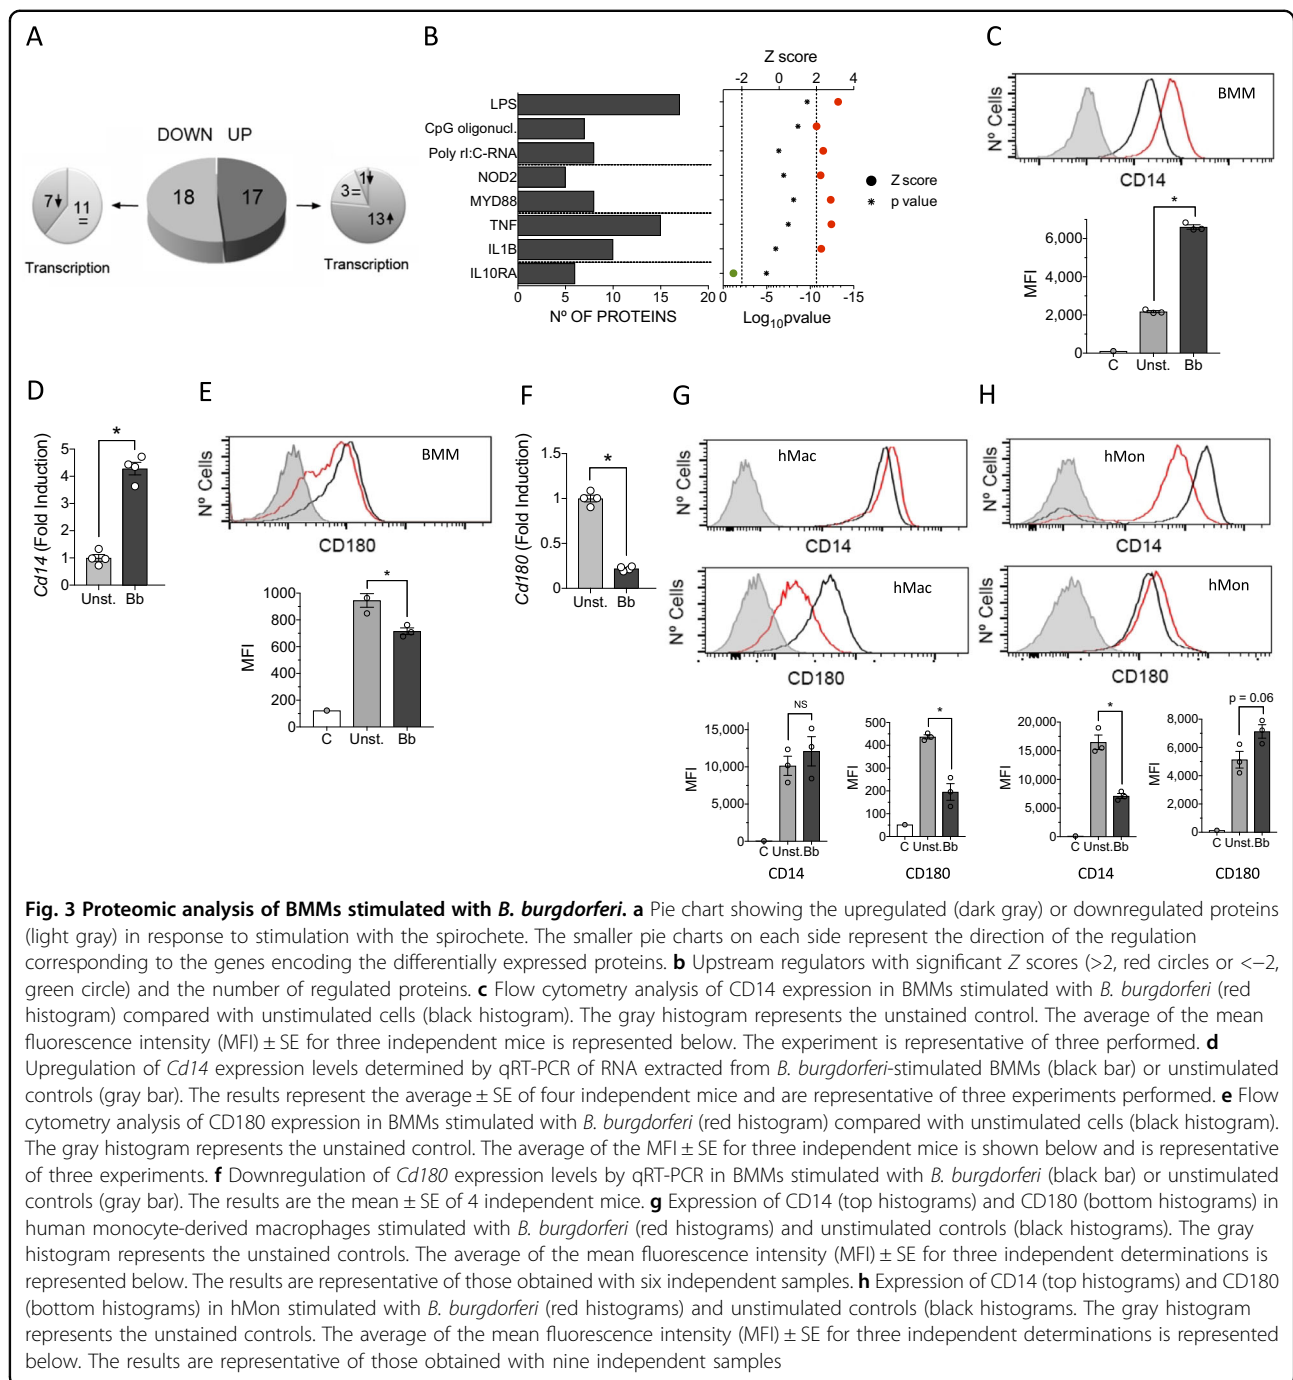 A
DOWN UP
18
17
7↓
11
=
1↓
3=
13↑
Transcription
Transcription
B
Z score
-2 0 2 4
LPS
CpG oligonucl.
Poly rI:C-RNA
NOD2
MYD88
TNF
IL1B
IL10RA
0 5 10 15 20
Nº OF PROTEINS
0 -5 -10 -15
Log10pvalue
Z score
p value
C
Nº Cells
BMM
CD14
*
MFI
6,000
4,000
2,000
0
C Unst. Bb
D
Cd14 (Fold Induction)
*
5
4
3
2
1
0
Unst. Bb
E
Nº Cells
BMM
CD180
*
MFI
1000
800
600
400
200
0
C Unst. Bb
F
Cd180 (Fold Induction)
*
1.5
1
0.5
0
Unst. Bb
G
Nº Cells
hMac
CD14
Nº Cells
hMac
CD180
NS
MFI
15,000
10,000
5,000
0
C Unst.Bb
CD14
*
MFI
500
400
300
200
100
0
C Unst.Bb
CD180
H
Nº Cells
hMon
CD14
Nº Cells
hMon
CD180
*
MFI
20,000
15,000
10,000
5,000
0
C Unst.Bb
CD14
p = 0.06
MFI
8,000
6,000
4,000
2,000
0
C Unst.Bb
CD180
Fig. 3 Proteomic analysis of BMMs stimulated with B. burgdorferi. a Pie chart showing the upregulated (dark gray) or downregulated proteins
(light gray) in response to stimulation with the spirochete. The smaller pie charts on each side represent the direction of the regulation
corresponding to the genes encoding the differentially expressed proteins. b Upstream regulators with significant Z scores (>2, red circles or <−2,
green circle) and the number of regulated proteins. c Flow cytometry analysis of CD14 expression in BMMs stimulated with B. burgdorferi (red
histogram) compared with unstimulated cells (black histogram). The gray histogram represents the unstained control. The average of the mean
fluorescence intensity (MFI) ± SE for three independent mice is represented below. The experiment is representative of three performed. d
Upregulation of Cd14 expression levels determined by qRT-PCR of RNA extracted from B. burgdorferi-stimulated BMMs (black bar) or unstimulated
controls (gray bar). The results represent the average ± SE of four independent mice and are representative of three experiments performed. e Flow
cytometry analysis of CD180 expression in BMMs stimulated with B. burgdorferi (red histogram) compared with unstimulated cells (black histogram).
The gray histogram represents the unstained control. The average of the MFI ± SE for three independent mice is shown below and is representative
of three experiments. f Downregulation of Cd180 expression levels by qRT-PCR in BMMs stimulated with B. burgdorferi (black bar) or unstimulated
controls (gray bar). The results are the mean ± SE of 4 independent mice. g Expression of CD14 (top histograms) and CD180 (bottom histograms) in
human monocyte-derived macrophages stimulated with B. burgdorferi (red histograms) and unstimulated controls (black histograms). The gray
histogram represents the unstained controls. The average of the mean fluorescence intensity (MFI) ± SE for three independent determinations is
represented below. The results are representative of those obtained with six independent samples. h Expression of CD14 (top histograms) and CD180
(bottom histograms) in hMon stimulated with B. burgdorferi (red histograms) and unstimulated controls (black histograms. The gray histogram
represents the unstained controls. The average of the mean fluorescence intensity (MFI) ± SE for three independent determinations is represented
below. The results are representative of those obtained with nine independent samples